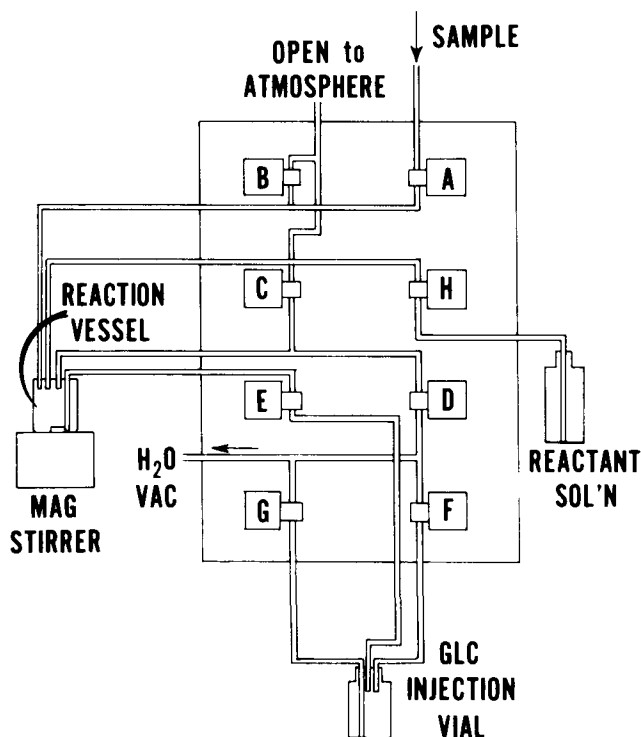 SAMPLE
OPEN to
ATMOSPHERE
B
A
C
H
REACTION
VESSEL
E
D
H₂O
VAC
REACTANT
SOL'N
MAG
STIRRER
G
F
GLC
INJECTION
VIAL